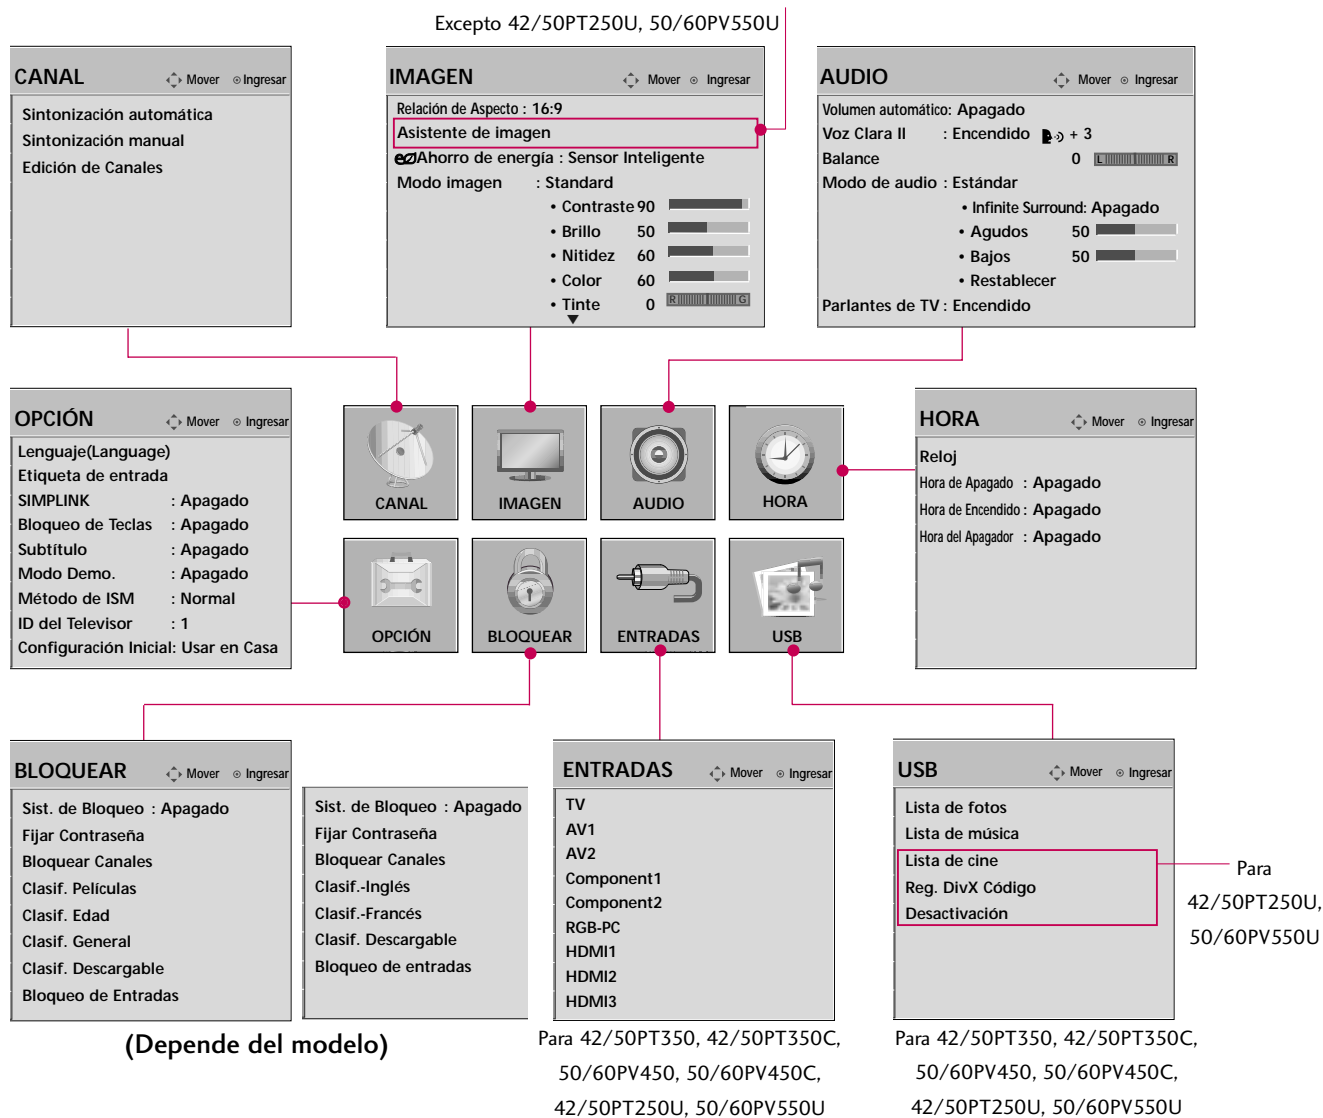 Excepto 42/50PT250U, 50/60PV550U
CANAL
Mover
Ingresar
Sintonización automática
Sintonización manual
Edición de Canales
IMAGEN
Mover
Ingresar
Relación de Aspecto : 16:9
Asistente de imagen
eco Ahorro de energía : Sensor Inteligente
Modo imagen : Standard
• Contraste 90
• Brillo 50
• Nitidez 60
• Color 60
• Tinte 0 R G
AUDIO
Mover
Ingresar
Volumen automático: Apagado
Voz Clara II : Encendido + 3
Balance 0 L R
Modo de audio : Estándar
• Infinite Surround: Apagado
• Agudos 50
• Bajos 50
• Restablecer
Parlantes de TV : Encendido
OPCIÓN
Mover
Ingresar
Lenguaje(Language)
Etiqueta de entrada
SIMPLINK : Apagado
Bloqueo de Teclas : Apagado
Subtítulo : Apagado
Modo Demo. : Apagado
Método de ISM : Normal
ID del Televisor : 1
Configuración Inicial: Usar en Casa
CANAL
IMAGEN
AUDIO
HORA
OPCIÓN
BLOQUEAR
ENTRADAS
USB
HORA
Mover
Ingresar
Reloj
Hora de Apagado : Apagado
Hora de Encendido : Apagado
Hora del Apagador : Apagado
BLOQUEAR
Mover
Ingresar
Sist. de Bloqueo : Apagado
Fijar Contraseña
Bloquear Canales
Clasif. Películas
Clasif. Edad
Clasif. General
Clasif. Descargable
Bloqueo de Entradas
Sist. de Bloqueo : Apagado
Fijar Contraseña
Bloquear Canales
Clasif.-Inglés
Clasif.-Francés
Clasif. Descargable
Bloqueo de entradas
(Depende del modelo)
ENTRADAS
Mover
Ingresar
TV
AV1
AV2
Component1
Component2
RGB-PC
HDMI1
HDMI2
HDMI3
Para 42/50PT350, 42/50PT350C,
50/60PV450, 50/60PV450C,
42/50PT250U, 50/60PV550U
USB
Mover
Ingresar
Lista de fotos
Lista de música
Lista de cine
Reg. DivX Código
Desactivación
Para
42/50PT250U,
50/60PV550U
Para 42/50PT350, 42/50PT350C,
50/60PV450, 50/60PV450C,
42/50PT250U, 50/60PV550U